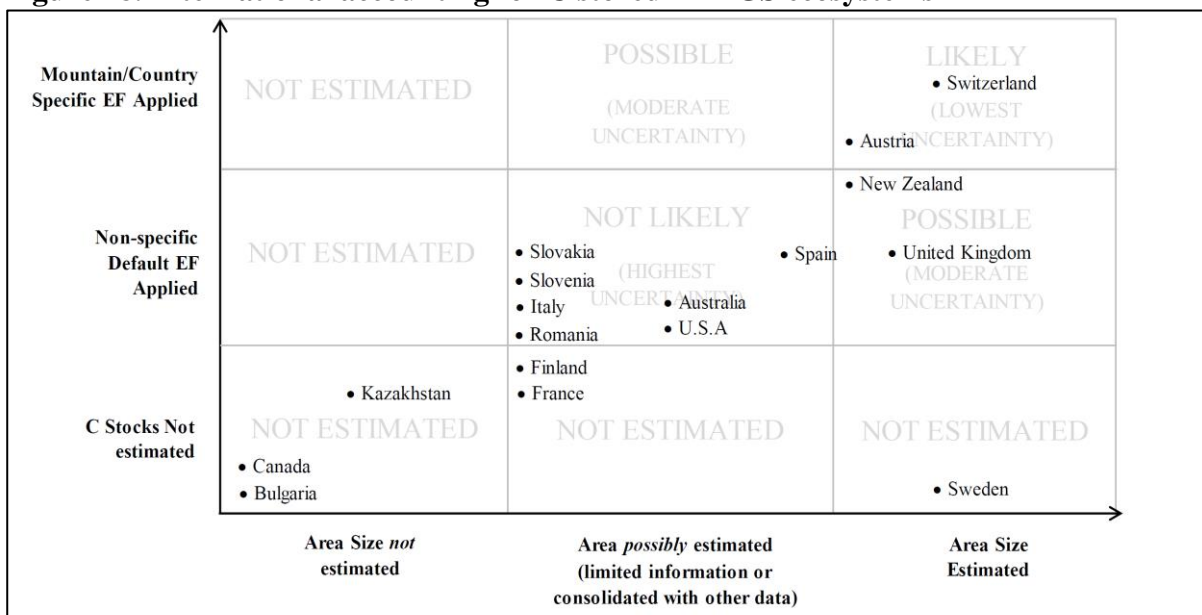 International accounting for C stored in
ecosystems
Mountain/Country
Specific EF Applied
NOT ESTIMATED
POSSIBLE
(MODERATE
UNCERTAINTY)
LIKELY
• Switzerland
(LOWEST
UNCERTAINTY)
• Austria
Non-specific
Default EF
Applied
NOT ESTIMATED
NOT LIKELY
(HIGHEST
UNCERTAINTY)
• Slovakia
• Slovenia
• Italy
• Romania
• Spain
• Australia
• U.S.A
• New Zealand
POSSIBLE
• United Kingdom
(MODERATE
UNCERTAINTY)
C Stocks Not
estimated
• Kazakhstan
NOT ESTIMATED
• Canada
• Bulgaria
• Finland
• France
NOT ESTIMATED
NOT ESTIMATED
• Sweden
Area Size not
estimated
Area possibly estimated
(limited information or
consolidated with other data)
Area Size
Estimated